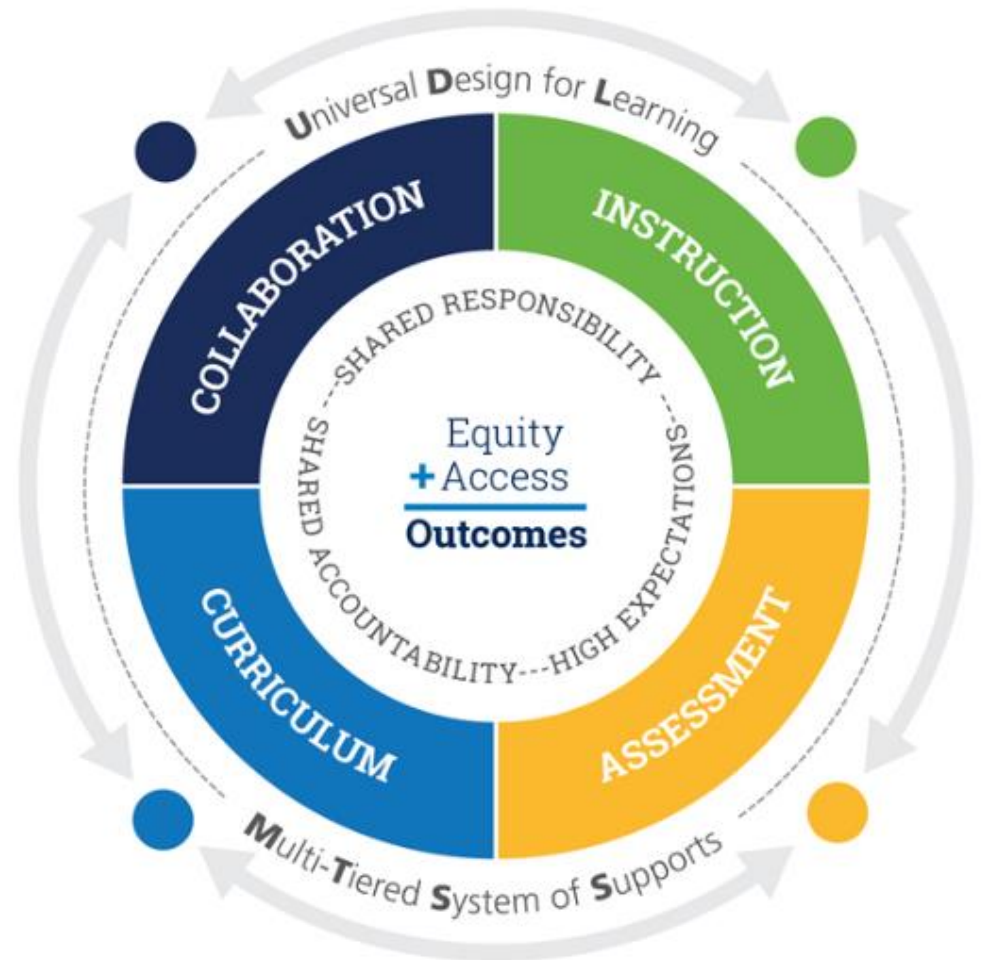 Universal Design for Learning
COLLABORATION
INSTRUCTION
SHARED ACCOUNTABILITY---SHARED RESPONSIBILITY---HIGH EXPECTATIONS---
Equity
+Access
Outcomes
CURRICULUM
ASSESSMENT
Multi-Tiered System of Supports